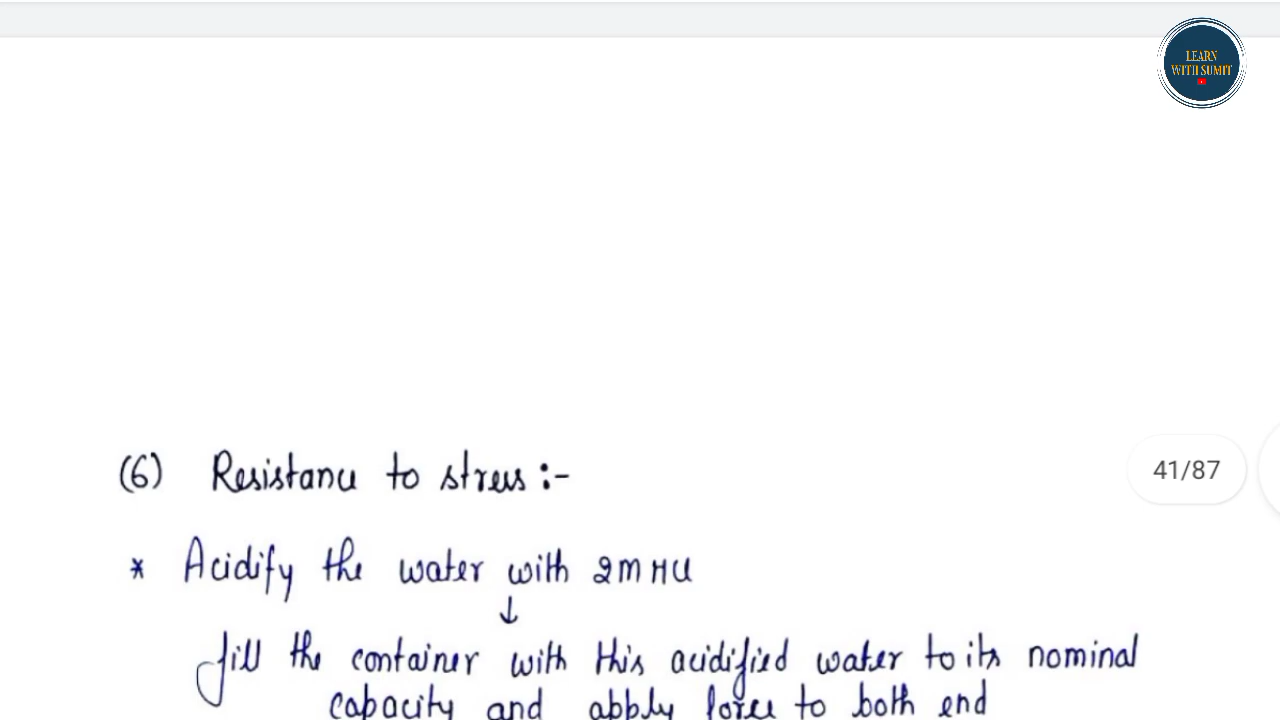 LEARN
WITH SUMIT
(6) Resistance to stress :-
41/87
* Acidify the water with 2M HCl
↓
fill the container with this acidified water to its nominal
capacity and apply force to both end